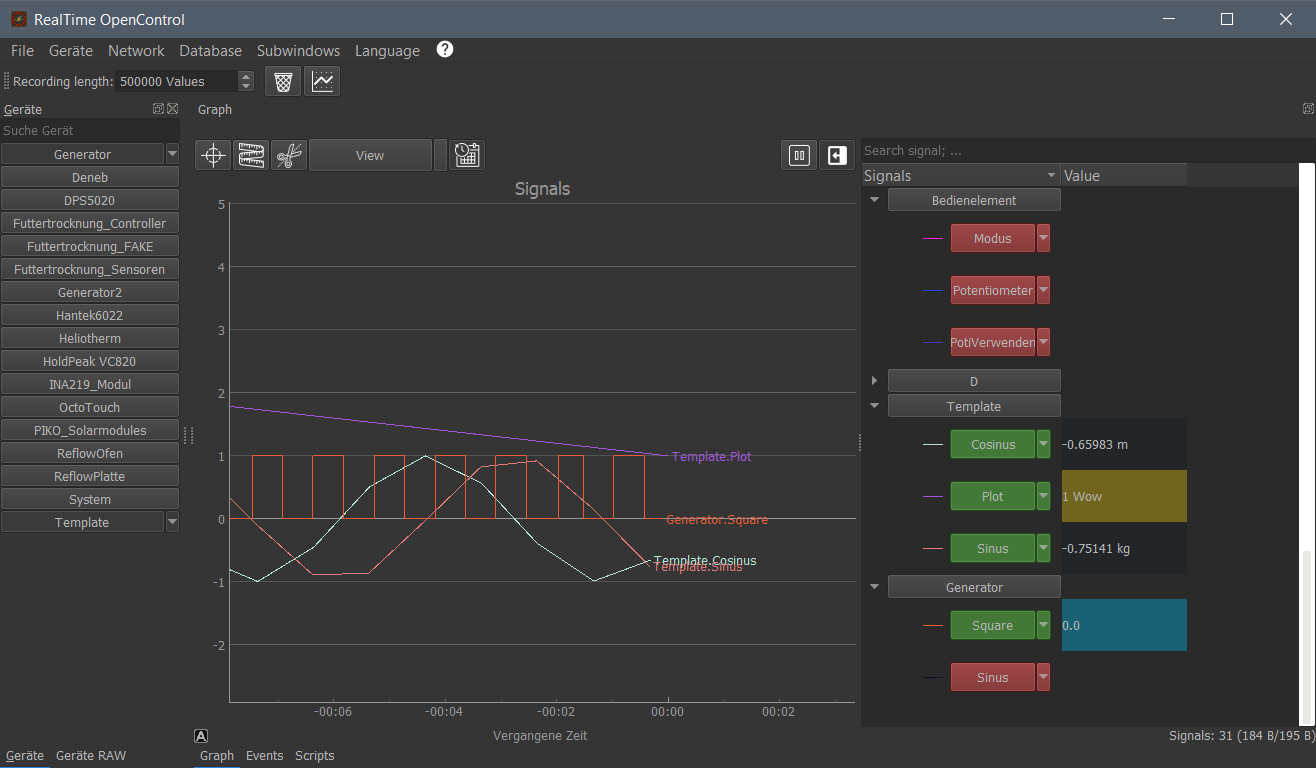 RealTime OpenControl
File Geräte Network Database Subwindows Language ?
Recording length: 500000 Values
Geräte
Suche Gerät
Generator
Deneb
DPS5020
Futtertrocknung_Controller
Futtertrocknung_FAKE
Futtertrocknung_Sensoren
Generator2
Hantek6022
Heliotherm
HoldPeak VC820
INA219_Modul
OctoTouch
PIKO_Solarmodules
ReflowOfen
ReflowPlatte
System
Template
Geräte Geräte RAW
Graph
View
Signals
5
4
3
2
1
0
-1
-2
Template.Plot
Generator.Square
Template.Cosinus
Template.Sinus
-00:06 -00:04 -00:02 00:00 00:02
A
Vergangene Zeit
Graph Events Scripts
Search signal; ...
Signals Value
Bedienelement
Modus
Potentiometer
PotiVerwenden
D
Template
Cosinus -0.65983 m
Plot 1 Wow
Sinus -0.75141 kg
Generator
Square 0.0
Sinus
Signals: 31 (184 B/195 B)